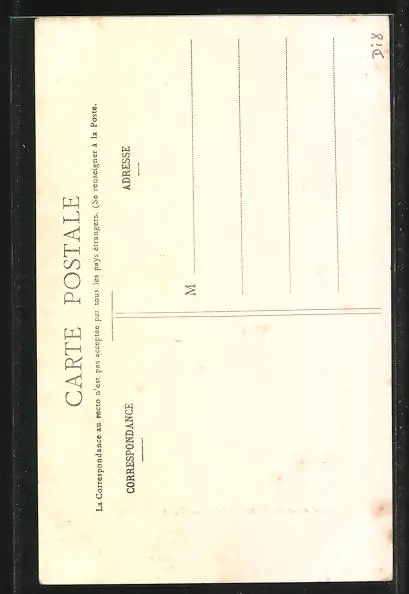 CARTE POSTALE
La Correspondance au recto n'est pas acceptée par tous les pays étrangers. (Se renseigner à la Poste.
CORRESPONDANCE
ADRESSE
M
Di8